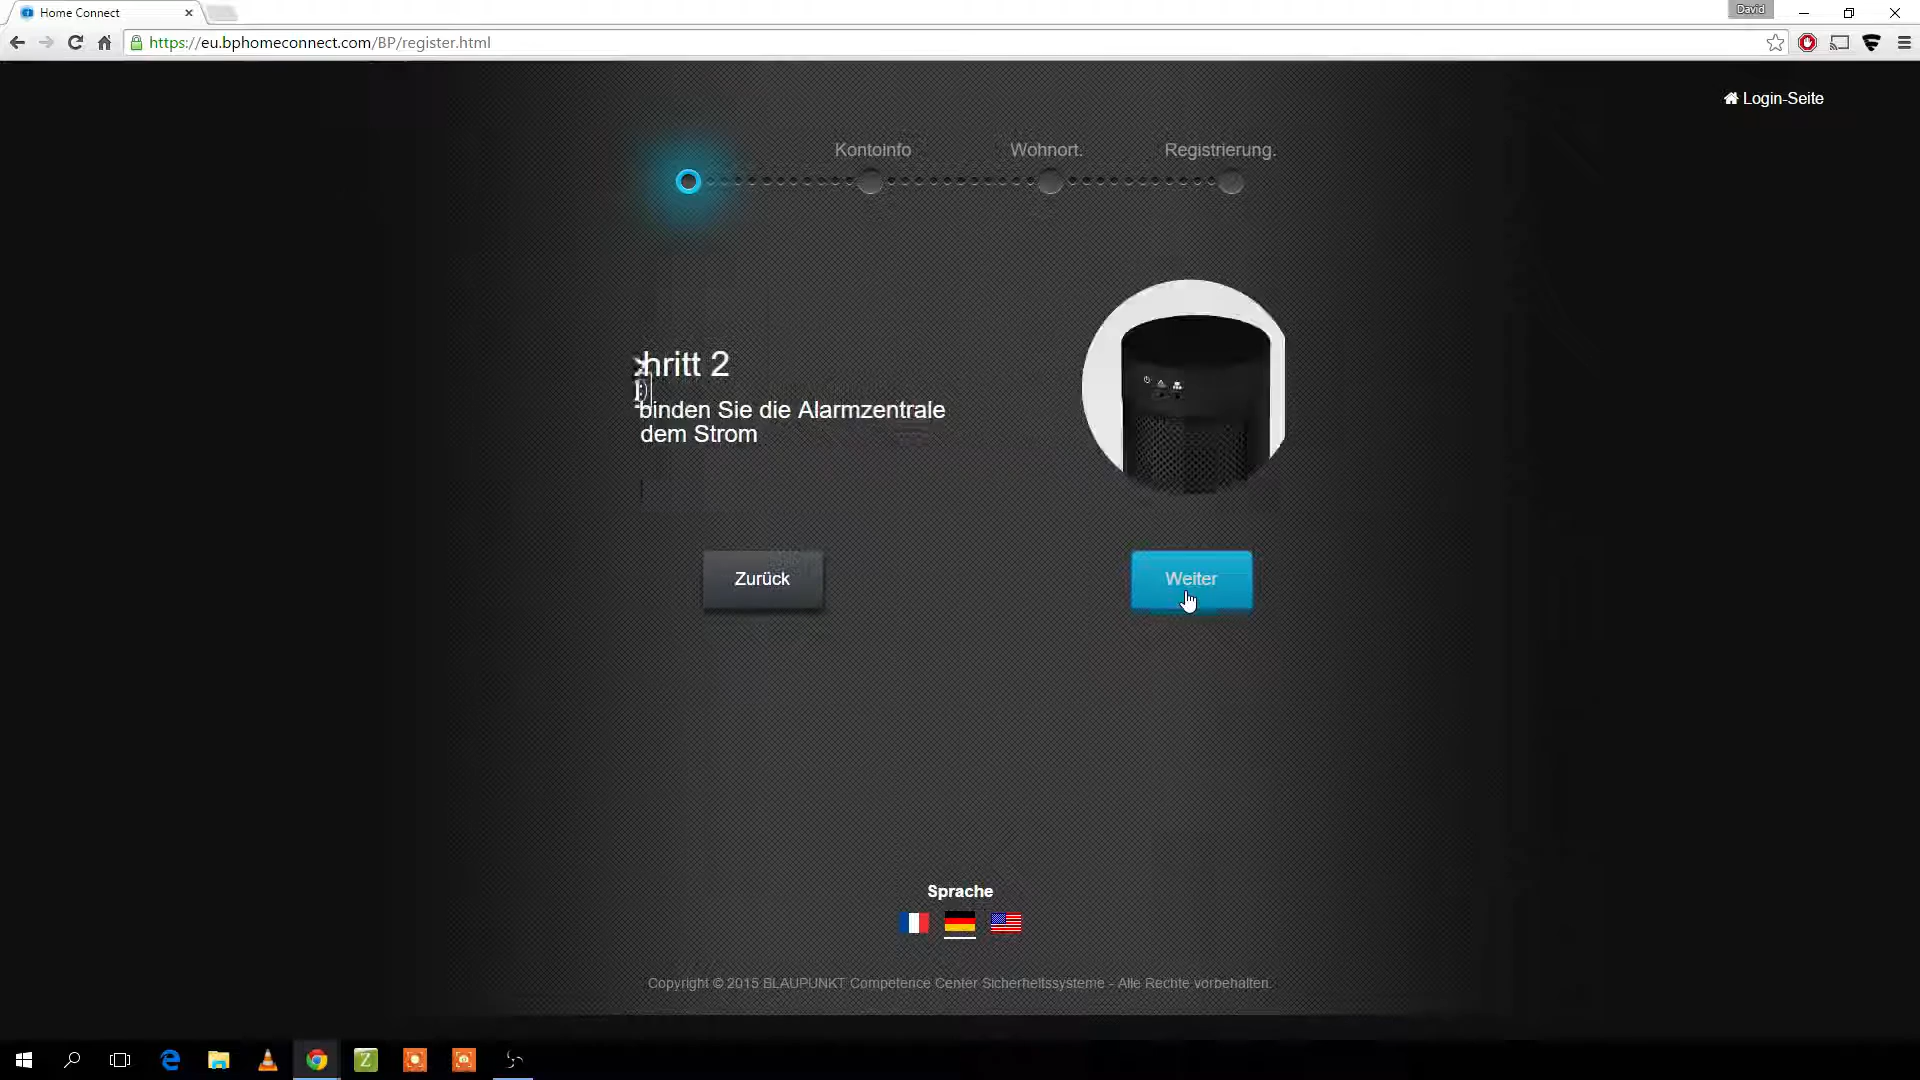 Home Connect
David
https://eu.bphomeconnect.com/BP/register.html
Login-Seite
Kontoinfo
Wohnort.
Registrierung.
hritt 2
binden Sie die Alarmzentrale
dem Strom
Zurück
Weiter
Sprache
Copyright © 2015 BLAUPUNKT Competence Center Sicherheitssysteme - Alle Rechte vorbehalten.